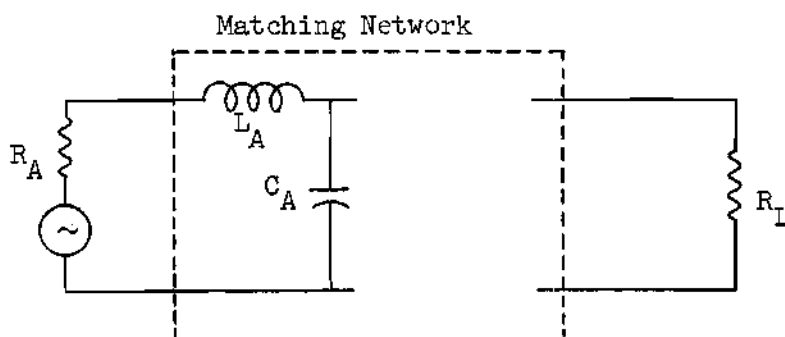 Matching Network
L_A
R_A
C_A
R_L
~